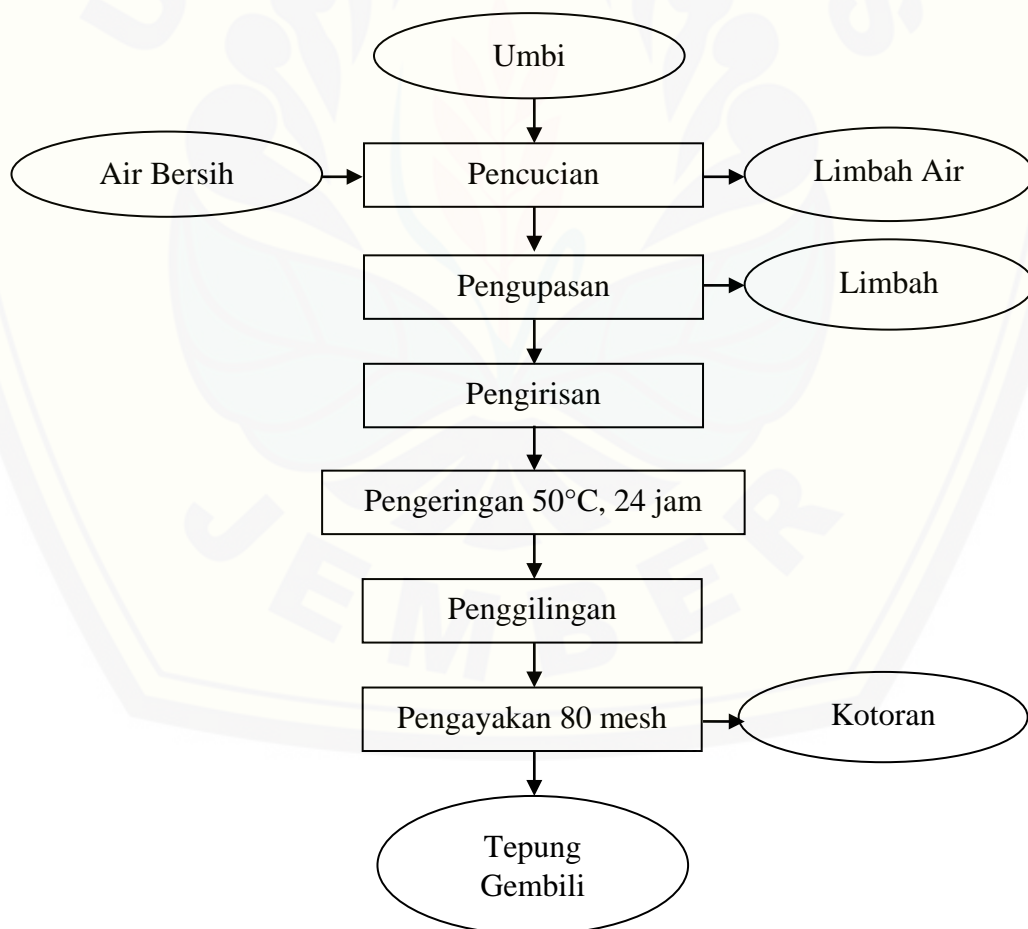 Umbi
Air Bersih
Pencucian
Limbah Air
Pengupasan
Limbah
Pengirisan
Pengeringan 50°C, 24 jam
Penggilingan
Pengayakan 80 mesh
Kotoran
Tepung
Gembili
JEMBER